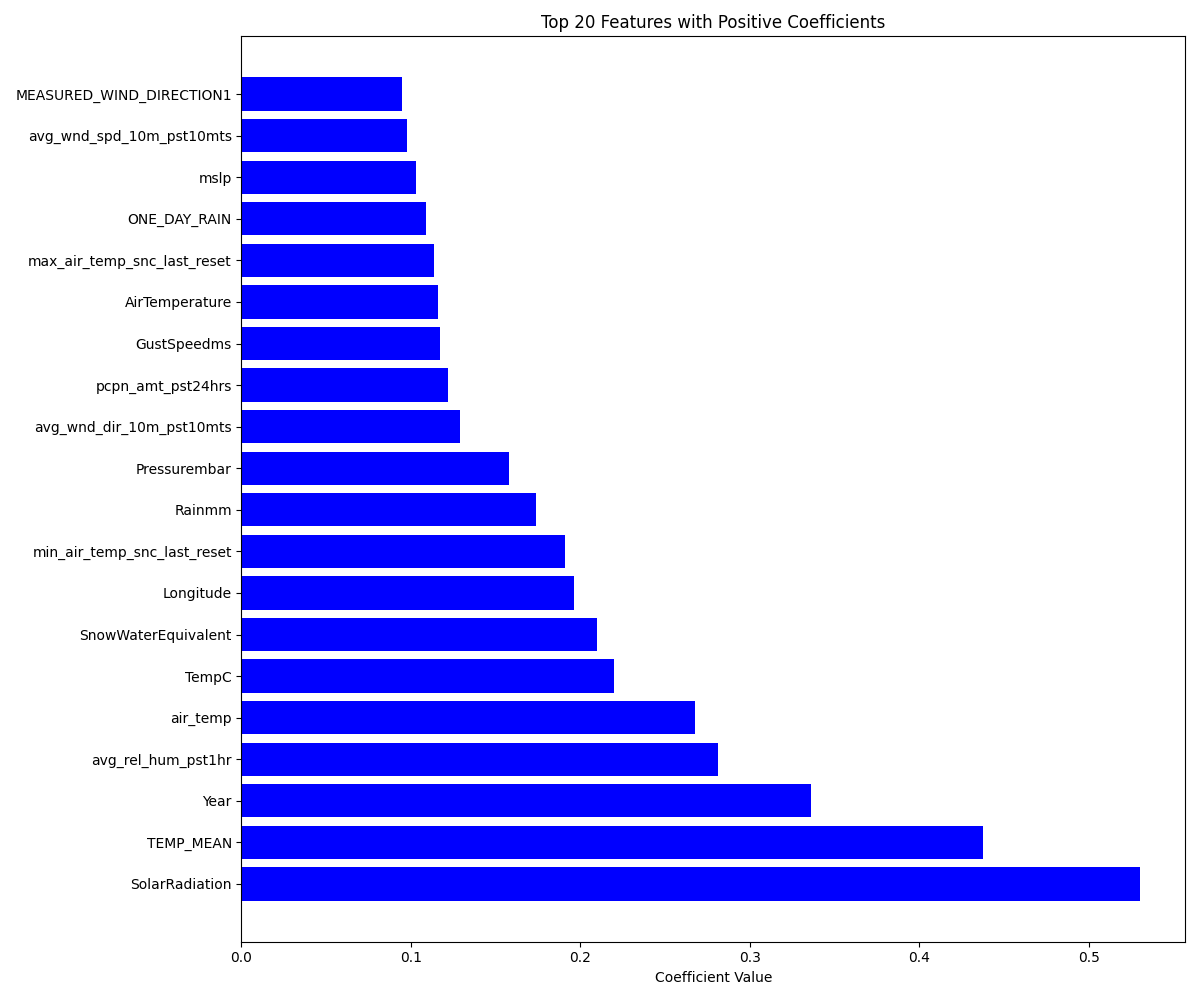 Top 20 Features with Positive Coefficients
MEASURED_WIND_DIRECTION1
avg_wnd_spd_10m_pst10mts
mslp
ONE_DAY_RAIN
max_air_temp_snc_last_reset
AirTemperature
GustSpeedms
pcpn_amt_pst24hrs
avg_wnd_dir_10m_pst10mts
Pressurembar
Rainmm
min_air_temp_snc_last_reset
Longitude
SnowWaterEquivalent
TempC
air_temp
avg_rel_hum_pst1hr
Year
TEMP_MEAN
SolarRadiation
0.0 0.1 0.2 0.3 0.4 0.5
Coefficient Value